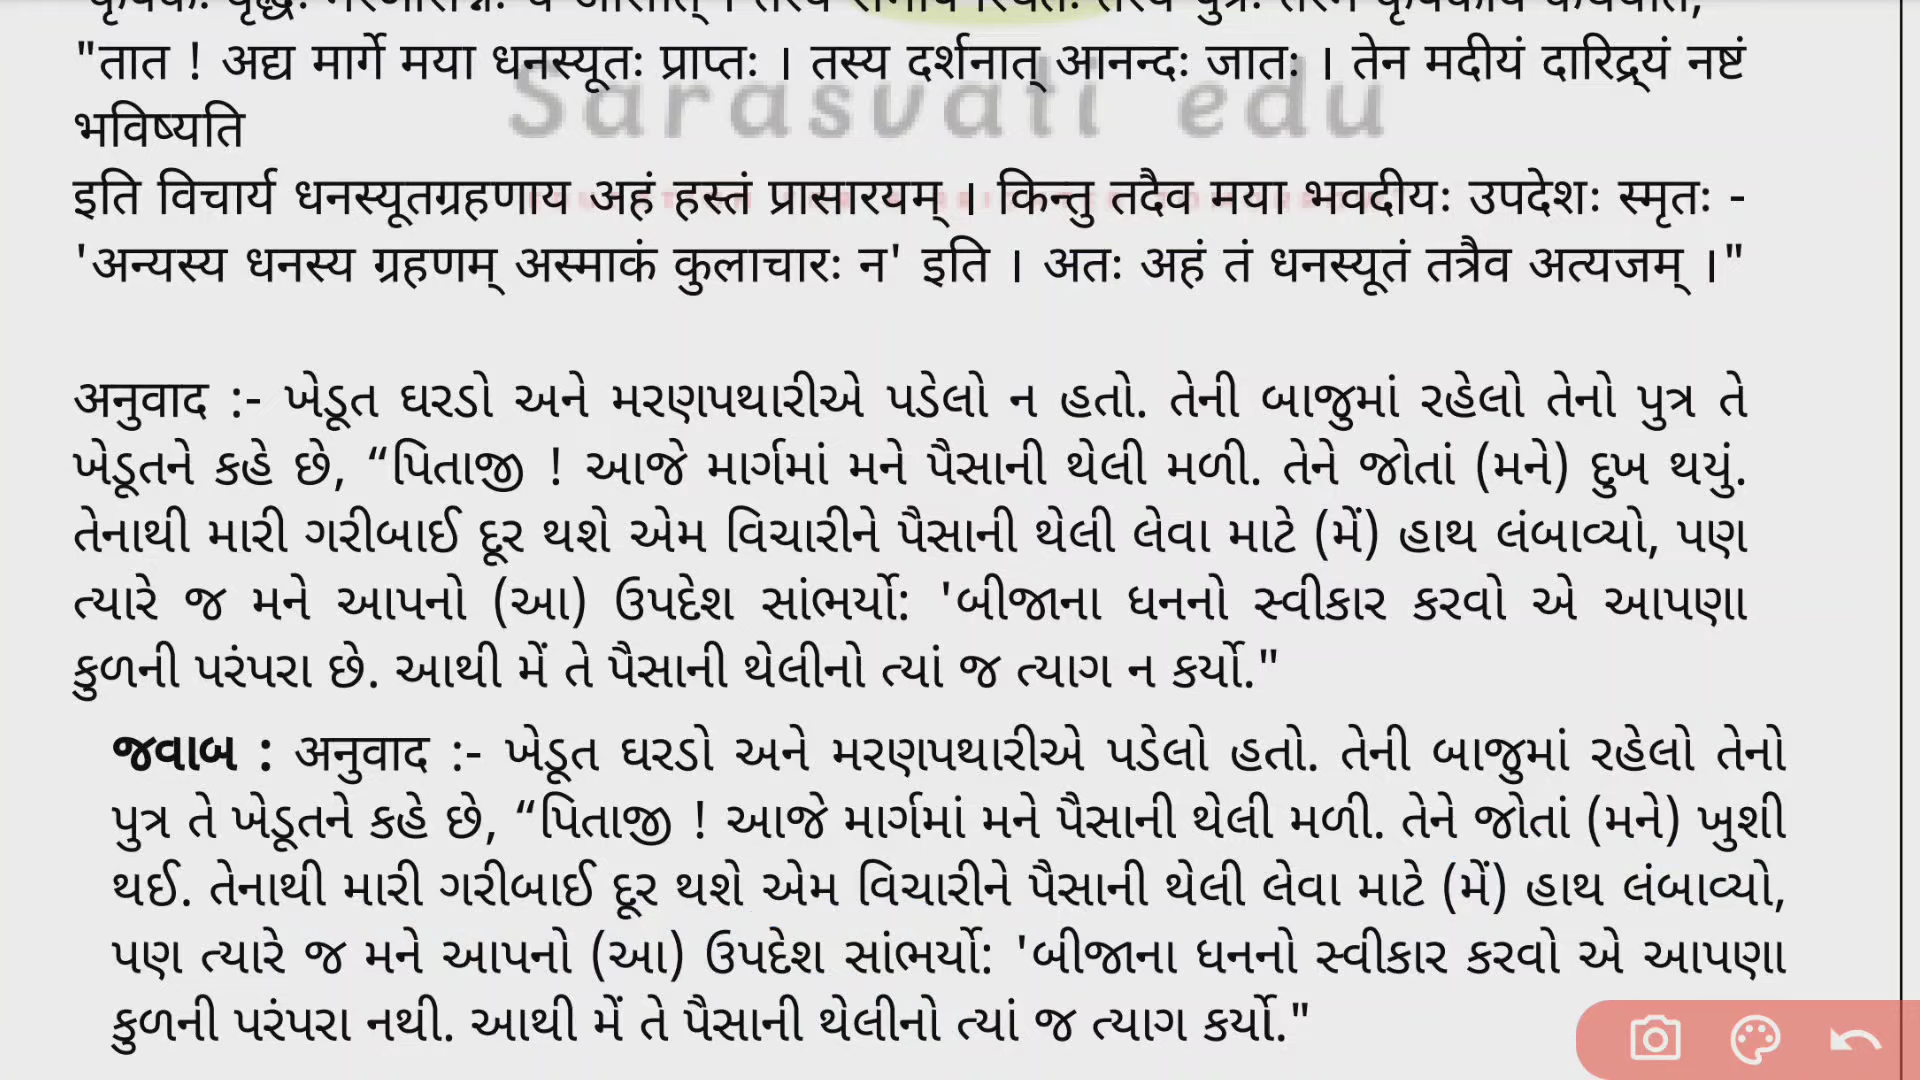 "तात ! अद्य मार्गे मया धनस्यूतः प्राप्तः । तस्य दर्शनात् आनन्दः जातः । तेन मदीयं दारिद्र्यं नष्टं
भविष्यति
Sarasvati edu
इति विचार्य धनस्यूतग्रहणाय अहं हस्तं प्रासारयम् । किन्तु तदैव मया भवदीयः उपदेशः स्मृतः -
'अन्यस्य धनस्य ग्रहणम् अस्माकं कुलाचारः न' इति । अतः अहं तं धनस्यूतं तत्रैव अत्यजम् ।"
अनुवाद :- ખેડૂત ઘરડો અને મરણપથારીએ પડેલો ન હતો. તેની બાજુમાં રહેલો તેનો પુત્ર તે
ખેડૂતને કહે છે, “પિતાજી ! આજે માર્ગમાં મને પૈસાની થેલી મળી. તેને જોતાં (મને) દુખ થયું.
તેનાથી મારી ગરીબાઈ દૂર થશે એમ વિચારીને પૈસાની થેલી લેવા માટે (મેં) હાથ લંબાવ્યો, પણ
ત્યારે જ મને આપનો (આ) ઉપદેશ સાંભર્યો: 'બીજાના ધનનો સ્વીકાર કરવો એ આપણા
કુળની પરંપરા છે. આથી મેં તે પૈસાની થેલીનો ત્યાં જ ત્યાગ ન કર્યો."
જવાબ : अनुवाद :- ખેડૂત ઘરડો અને મરણપથારીએ પડેલો હતો. તેની બાજુમાં રહેલો તેનો
પુત્ર તે ખેડૂતને કહે છે, “પિતાજી ! આજે માર્ગમાં મને પૈસાની થેલી મળી. તેને જોતાં (મને) ખુશી
થઈ. તેનાથી મારી ગરીબાઈ દૂર થશે એમ વિચારીને પૈસાની થેલી લેવા માટે (મેં) હાથ લંબાવ્યો,
પણ ત્યારે જ મને આપનો (આ) ઉપદેશ સાંભર્યો: 'બીજાના ધનનો સ્વીકાર કરવો એ આપણા
કુળની પરંપરા નથી. આથી મેં તે પૈસાની થેલીનો ત્યાં જ ત્યાગ કર્યો."